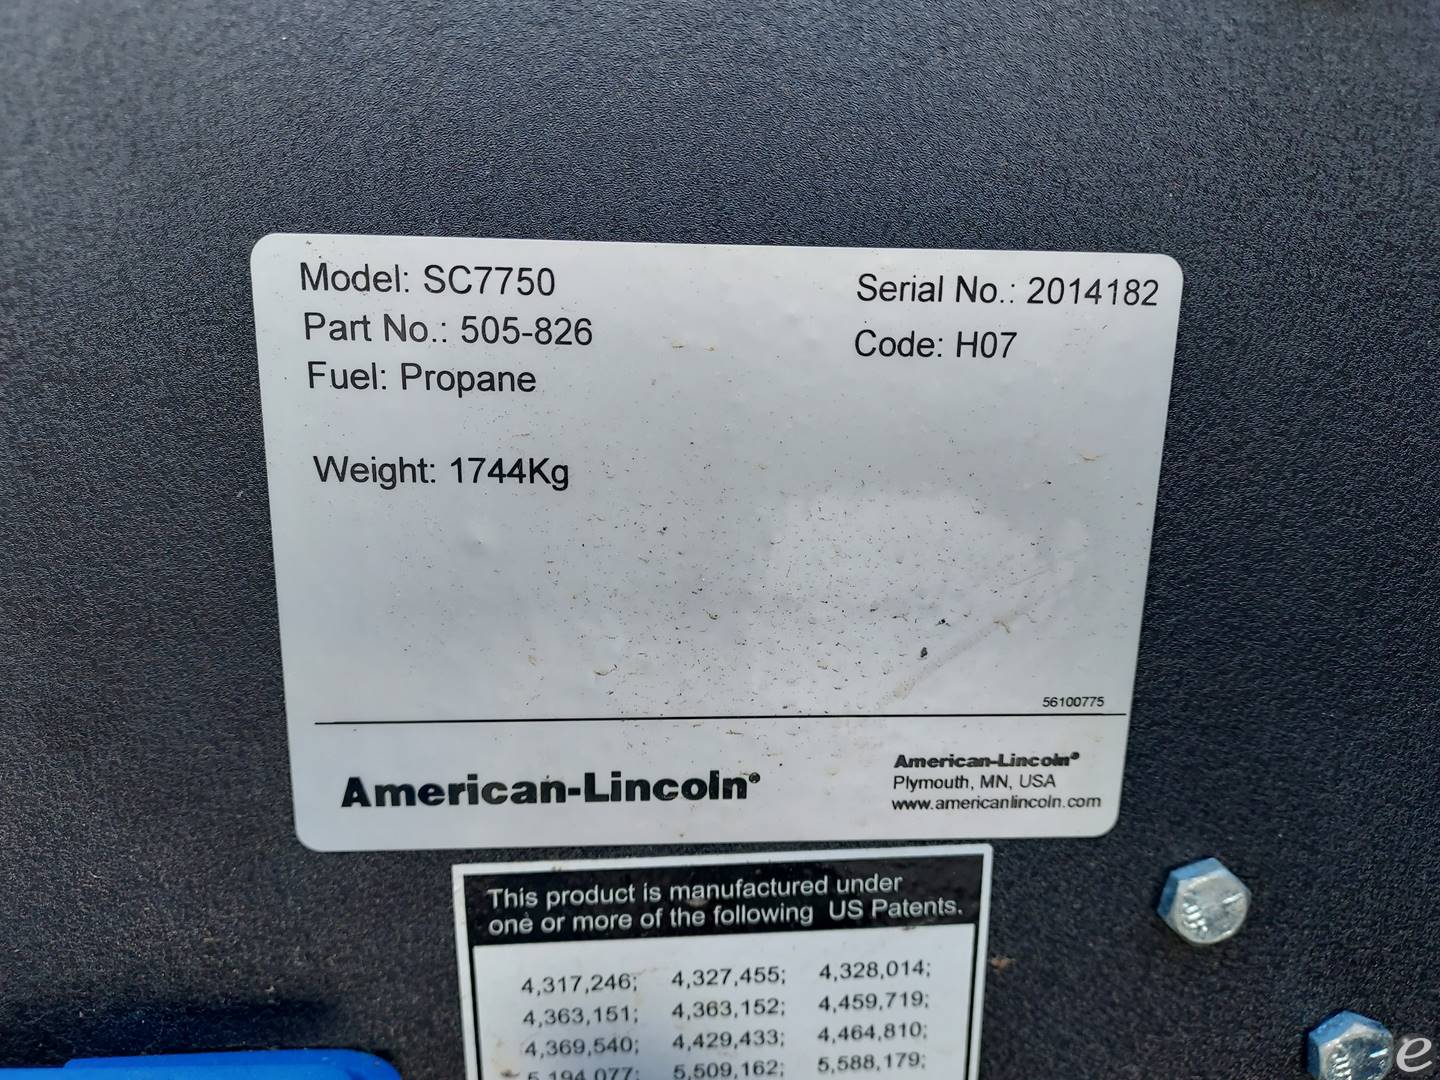 Model: SC7750
Serial No.: 2014182
Part No.: 505-826
Code: H07
Fuel: Propane
Weight: 1744Kg
56100775
American-Lincoln®
American-Lincoln®
Plymouth, MN, USA
www.americanlincoln.com
This product is manufactured under
one or more of the following US Patents.
4,317,246; 4,327,455; 4,328,014;
4,363,151; 4,363,152; 4,459,719;
4,369,540; 4,429,433; 4,464,810;
5,194,077; 5,509,162; 5,588,179;
e